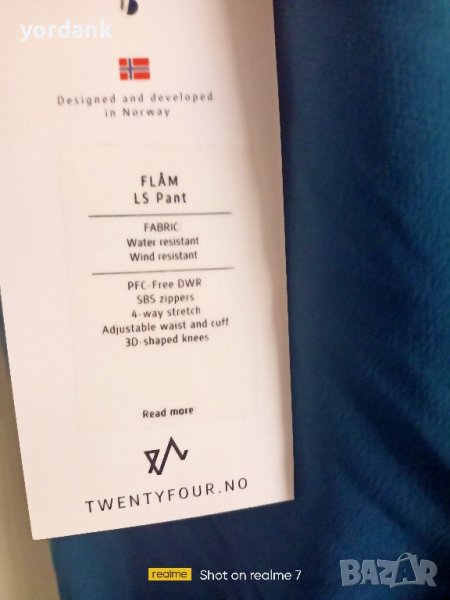 yordank
Designed and developed
in Norway
FLÅM
LS Pant
FABRIC
Water resistant
Wind resistant
PFC-Free DWR
SBS zippers
4-way stretch
Adjustable waist and cuff
3D-shaped knees
Read more
TWENTYFOUR.NO
realme Shot on realme 7
BAZAR